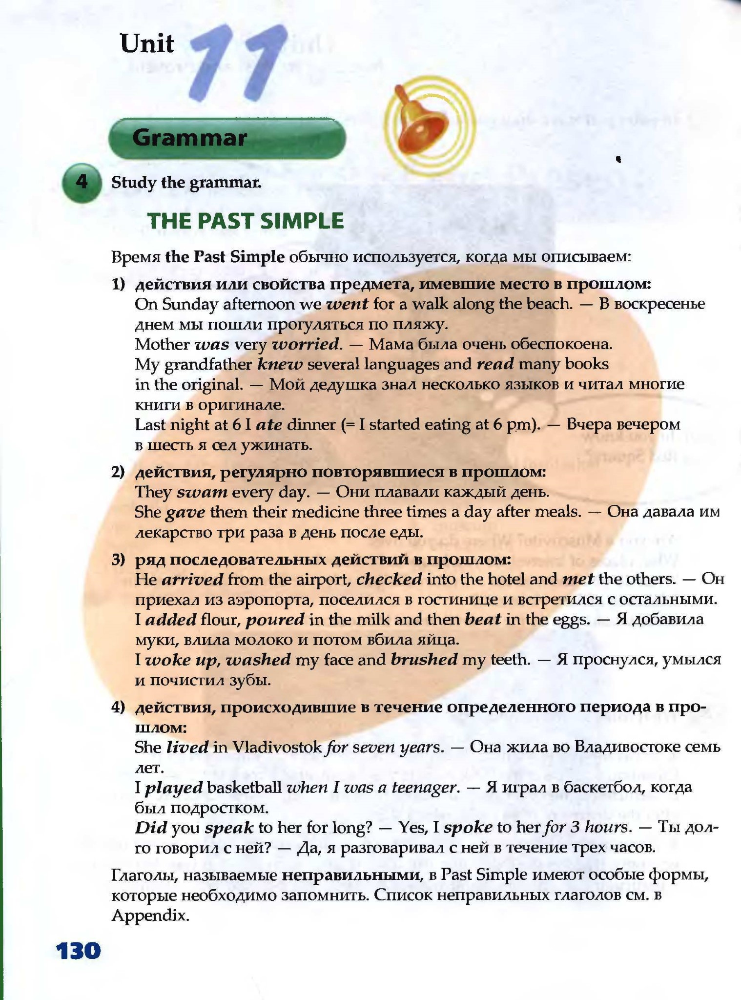 Unit 11
Grammar
4 Study the grammar.
THE PAST SIMPLE
Время the Past Simple обычно используется, когда мы описываем:
1) действия или свойства предмета, имевшие место в прошлом:
On Sunday afternoon we went for a walk along the beach. — В воскресенье
днем мы пошли прогуляться по пляжу.
Mother was very worried. — Мама была очень обеспокоена.
My grandfather knew several languages and read many books
in the original. — Мой дедушка знал несколько языков и читал многие
книги в оригинале.
Last night at 6 I ate dinner (= I started eating at 6 pm). — Вчера вечером
в шесть я сел ужинать.
2) действия, регулярно повторявшиеся в прошлом:
They swam every day. — Они плавали каждый день.
She gave them their medicine three times a day after meals. — Она давала им
лекарство три раза в день после еды.
3) ряд последовательных действий в прошлом:
He arrived from the airport, checked into the hotel and met the others. — Он
приехал из аэропорта, поселился в гостинице и встретился с остальными.
I added flour, poured in the milk and then beat in the eggs. — Я добавила
муки, влила молоко и потом вбила яйца.
I woke up, washed my face and brushed my teeth. — Я проснулся, умылся
и почистил зубы.
4) действия, происходившие в течение определенного периода в про-
шлом:
She lived in Vladivostok for seven years. — Она жила во Владивостоке семь
лет.
I played basketball when I was a teenager. — Я играл в баскетбол, когда
был подростком.
Did you speak to her for long? — Yes, I spoke to her for 3 hours. — Ты дол-
го говорил с ней? — Да, я разговаривал с ней в течение трех часов.
Глаголы, называемые неправильными, в Past Simple имеют особые формы,
которые необходимо запомнить. Список неправильных глаголов см. в
Appendix.
130